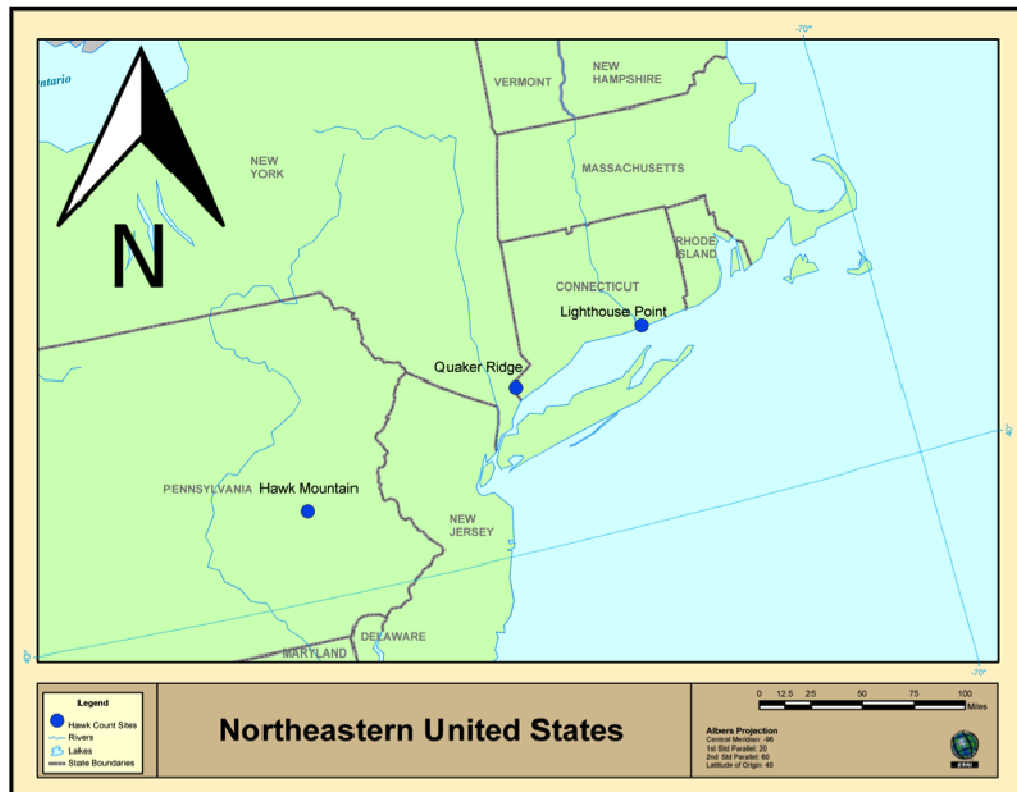 -70°
ntario
NEW
HAMPSHIRE
VERMONT
NEW
YORK
MASSACHUSETTS
RHODE
ISLAND
CONNECTICUT
Lighthouse Point
N
Quaker Ridge
40°
PENNSYLVANIA
Hawk Mountain
NEW
JERSEY
DELAWARE
MARYLAND
40°
-70°
Legend
Hawk Count Sites
Rivers
Lakes
State Boundaries
Northeastern United States
0 12.5 25 50 75 100
Miles
Albers Projection
Central Meridian: -96
1st Std Parallel: 20
2nd Std Parallel: 60
Latitude of Origin: 40